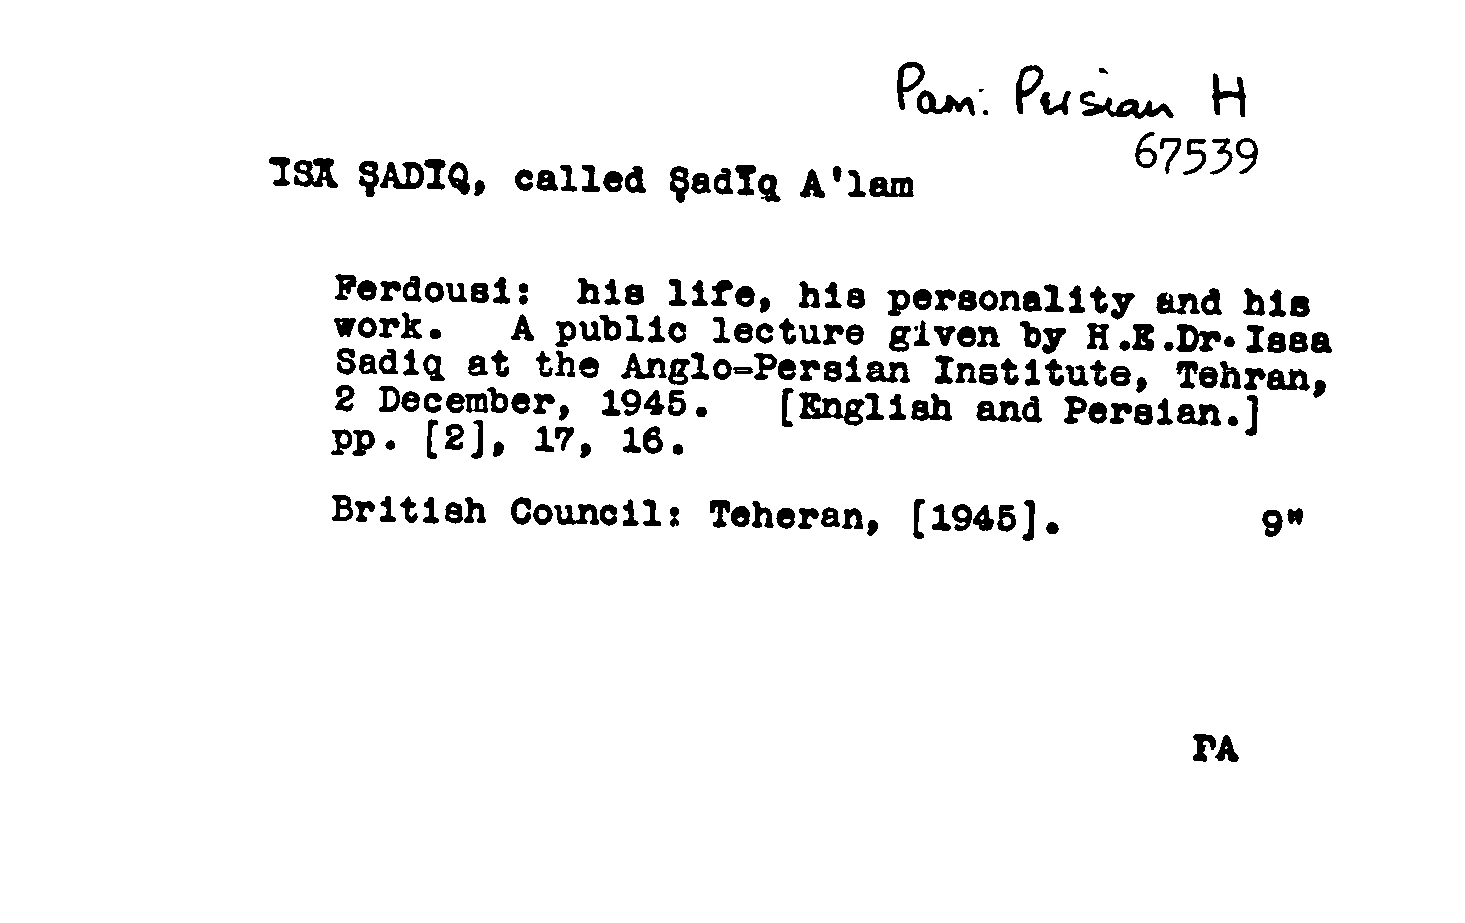 Pam. Persian H
67539
ĪSĀ ṢADĪQ, called Ṣadīq A'lam
Ferdousi: his life, his personality and his
work. A public lecture given by H.E.Dr. Issa
Sadiq at the Anglo-Persian Institute, Tehran,
2 December, 1945. [English and Persian.]
pp. [2], 17, 16.
British Council: Teheran, [1945]. 9"
PA